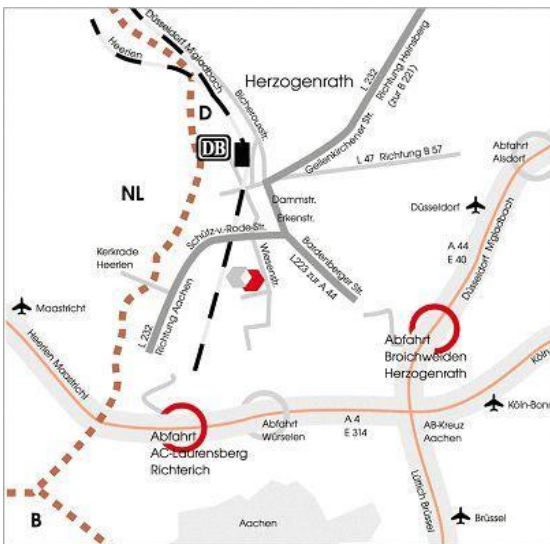 Düsseldorf M'gladbach
Heerlen
Bicherouxstr.
Herzogenrath
L 232
Richtung Heinsberg
(zur B 221)
D
DB
Geilenkirchener Str.
L 47 Richtung B 57
Abfahrt
Alsdorf
NL
Dammstr.
Erkenstr.
Düsseldorf
Schütz-v.-Rode-Str.
Bardenberger Str.
L223 zur A 44
Wiesenstr.
A 44
E 40
Düsseldorf M'gladbach
Kerkrade
Heerlen
L 232
Richtung Aachen
Maastricht
Heerlen Maastricht
Abfahrt
Broichweiden
Herzogenrath
Köln
Köln-Bonn
Abfahrt
AC-Laurensberg
Richterich
Abfahrt
Würselen
A 4
E 314
AB-Kreuz
Aachen
Lüttich Brüssel
B
Aachen
Brüssel